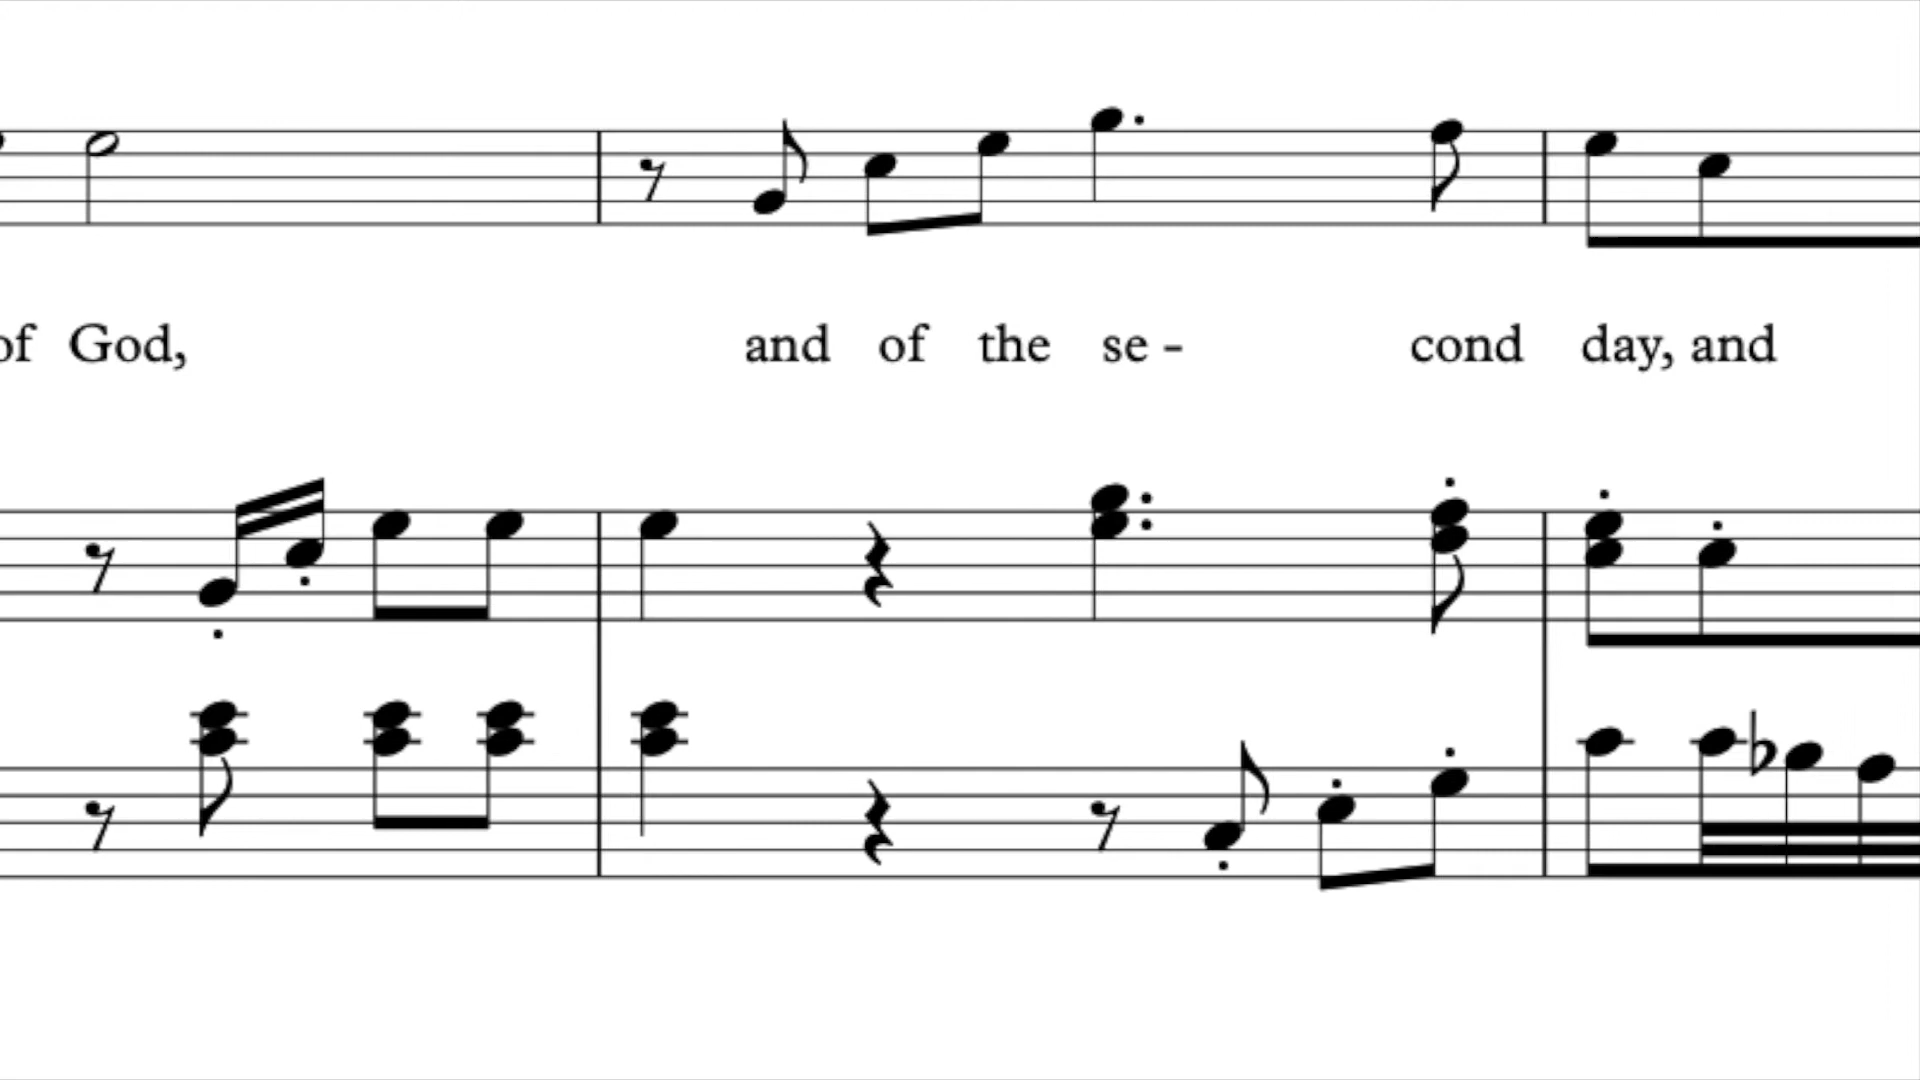 of God, and of the se - cond day, and